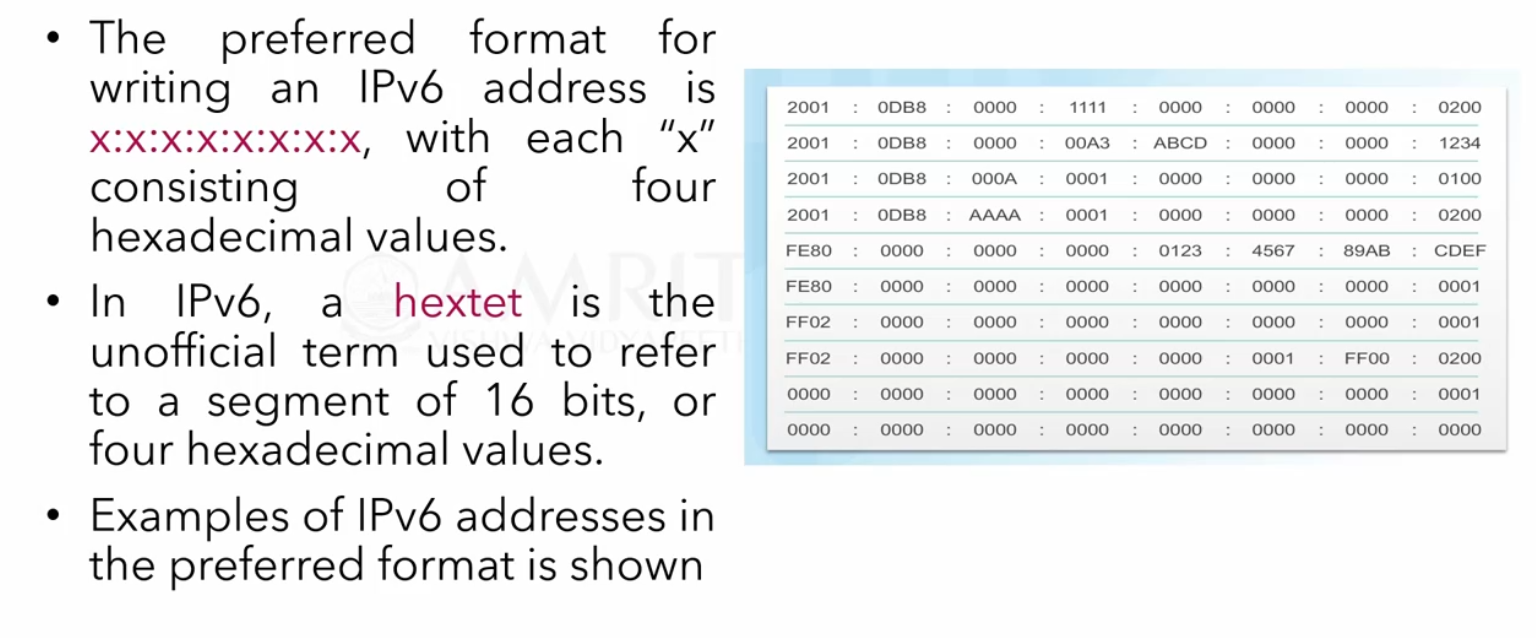 • The preferred format for
writing an IPv6 address is
x:x:x:x:x:x:x:x, with each “x”
consisting of four
hexadecimal values.
• In IPv6, a hextet is the
unofficial term used to refer
to a segment of 16 bits, or
four hexadecimal values.
• Examples of IPv6 addresses in
the preferred format is shown
2001 : 0DB8 : 0000 : 1111 : 0000 : 0000 : 0000 : 0200
2001 : 0DB8 : 0000 : 00A3 : ABCD : 0000 : 0000 : 1234
2001 : 0DB8 : 000A : 0001 : 0000 : 0000 : 0000 : 0100
2001 : 0DB8 : AAAA : 0001 : 0000 : 0000 : 0000 : 0200
FE80 : 0000 : 0000 : 0000 : 0123 : 4567 : 89AB : CDEF
FE80 : 0000 : 0000 : 0000 : 0000 : 0000 : 0000 : 0001
FF02 : 0000 : 0000 : 0000 : 0000 : 0000 : 0000 : 0001
FF02 : 0000 : 0000 : 0000 : 0000 : 0001 : FF00 : 0200
0000 : 0000 : 0000 : 0000 : 0000 : 0000 : 0000 : 0001
0000 : 0000 : 0000 : 0000 : 0000 : 0000 : 0000 : 0000
AMRIT